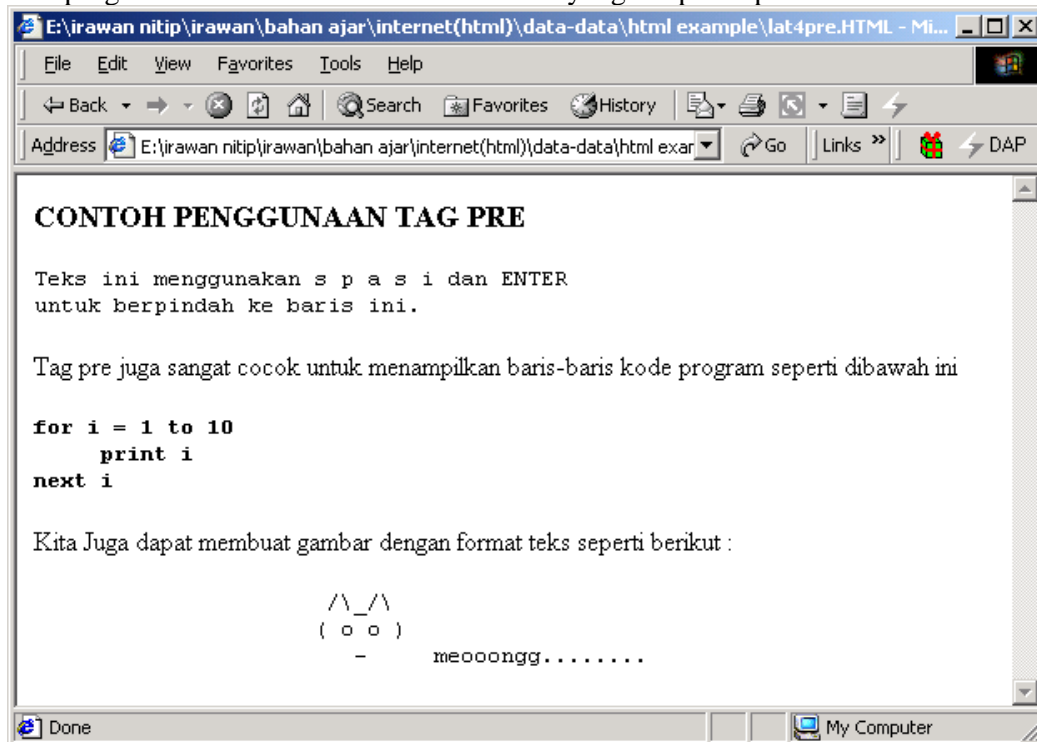 E:\irawan nitip\irawan\bahan ajar\internet(html)\data-data\html example\lat4pre.HTML - Mi...
File Edit View Favorites Tools Help
Back Search Favorites History
Address E:\irawan nitip\irawan\bahan ajar\internet(html)\data-data\html exar Go Links » DAP
CONTOH PENGGUNAAN TAG PRE
Teks ini menggunakan s p a s i dan ENTER
untuk berpindah ke baris ini.
Tag pre juga sangat cocok untuk menampilkan baris-baris kode program seperti dibawah ini
for i = 1 to 10
     print i
next i
Kita Juga dapat membuat gambar dengan format teks seperti berikut :
/\_/\
( o o )
   -     meooongg........
Done My Computer